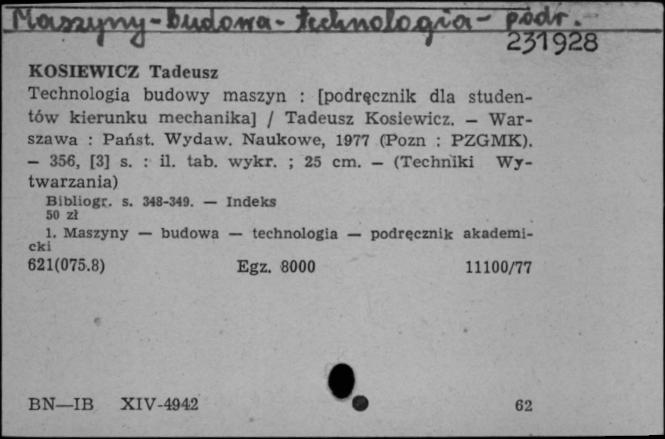 Maszyny-budowa-technologia-podr.
231928
KOSIEWICZ Tadeusz
Technologia budowy maszyn : [podręcznik dla studen-
tów kierunku mechanika] / Tadeusz Kosiewicz. — War-
szawa : Państ. Wydaw. Naukowe, 1977 (Pozn : PZGMK).
— 356, [3] s. : il. tab. wykr. ; 25 cm. — (Techniki Wy-
twarzania)
Bibliogr. s. 348-349. — Indeks
50 zł
1. Maszyny — budowa — technologia — podręcznik akademi-
cki
621(075.8) Egz. 8000 11100/77
BN—IB XIV-4942 62